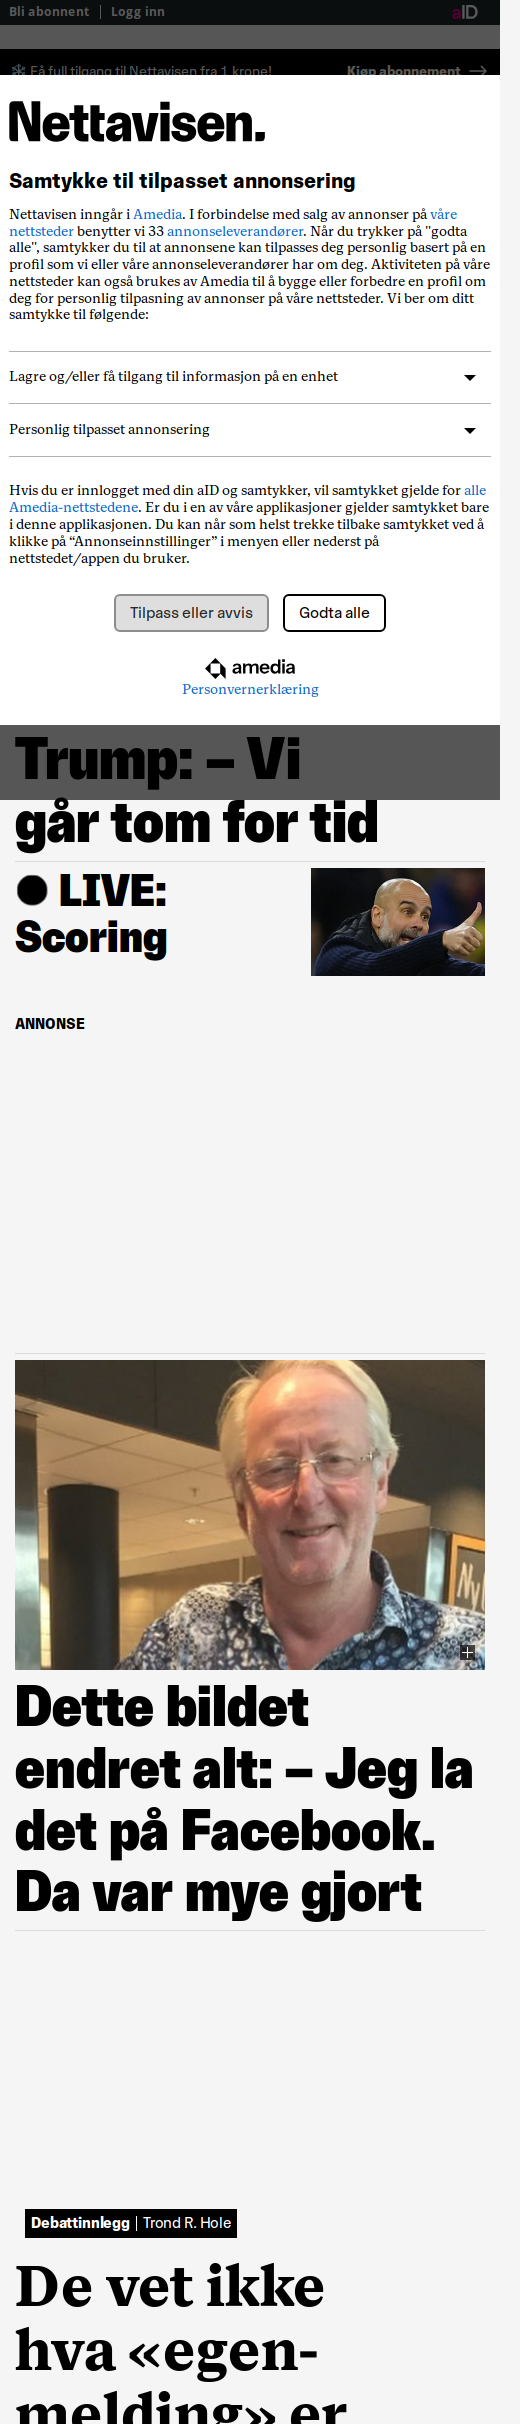 Bli abonnent | Logg inn
aID
Få full tilgang til Nettavisen fra 1 krone!
Kjøp abonnement
Nettavisen.
Samtykke til tilpasset annonsering
Nettavisen inngår i Amedia. I forbindelse med salg av annonser på våre
nettsteder benytter vi 33 annonseleverandører. Når du trykker på "godta
alle", samtykker du til at annonsene kan tilpasses deg personlig basert på en
profil som vi eller våre annonseleverandører har om deg. Aktiviteten på våre
nettsteder kan også brukes av Amedia til å bygge eller forbedre en profil om
deg for personlig tilpasning av annonser på våre nettsteder. Vi ber om ditt
samtykke til følgende:
Lagre og/eller få tilgang til informasjon på en enhet
Personlig tilpasset annonsering
Hvis du er innlogget med din aID og samtykker, vil samtykket gjelde for alle
Amedia-nettstedene. Er du i en av våre applikasjoner gjelder samtykket bare
i denne applikasjonen. Du kan når som helst trekke tilbake samtykket ved å
klikke på “Annonseinnstillinger” i menyen eller nederst på
nettstedet/appen du bruker.
Tilpass eller avvis
Godta alle
amedia
Personvernerklæring
Trump: – Vi
går tom for tid
LIVE:
Scoring
ANNONSE
Dette bildet
endret alt: – Jeg la
det på Facebook.
Da var mye gjort
Debattinnlegg | Trond R. Hole
De vet ikke
hva «egen-
melding» er